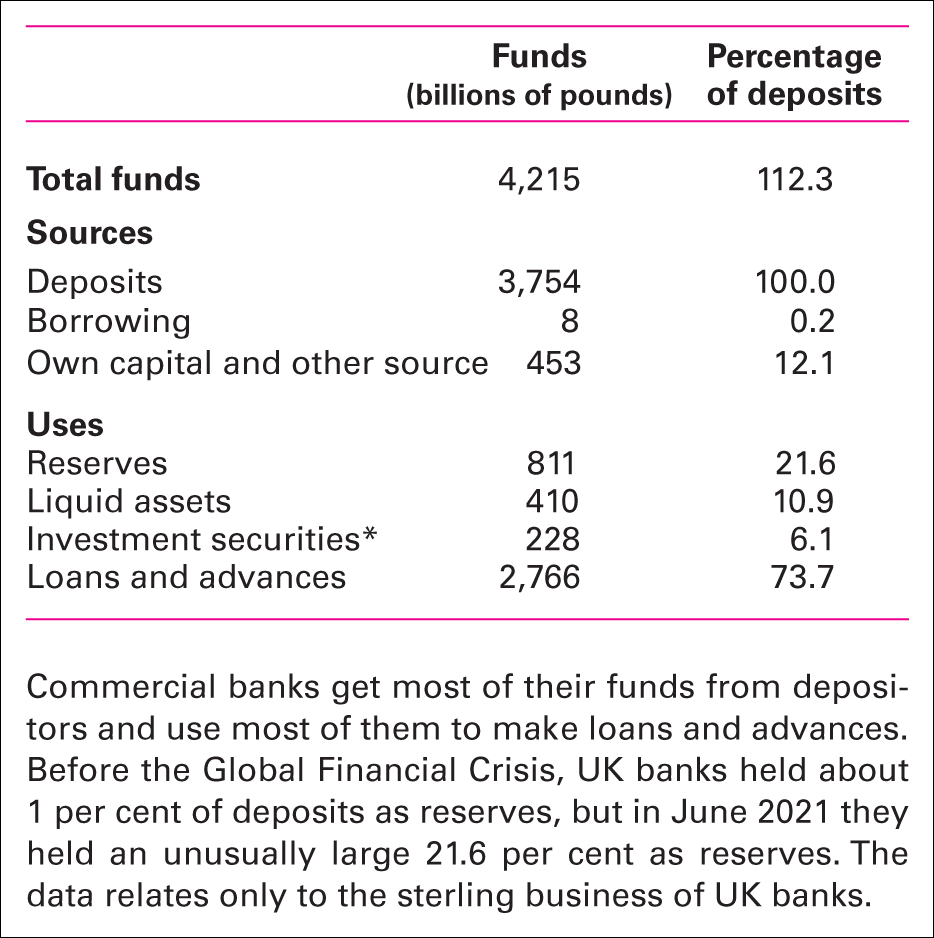 Funds Percentage
(billions of pounds) of deposits
Total funds 4,215 112.3
Sources
Deposits 3,754 100.0
Borrowing 8 0.2
Own capital and other source 453 12.1
Uses
Reserves 811 21.6
Liquid assets 410 10.9
Investment securities* 228 6.1
Loans and advances 2,766 73.7
Commercial banks get most of their funds from deposi-
tors and use most of them to make loans and advances.
Before the Global Financial Crisis, UK banks held about
1 per cent of deposits as reserves, but in June 2021 they
held an unusually large 21.6 per cent as reserves. The
data relates only to the sterling business of UK banks.